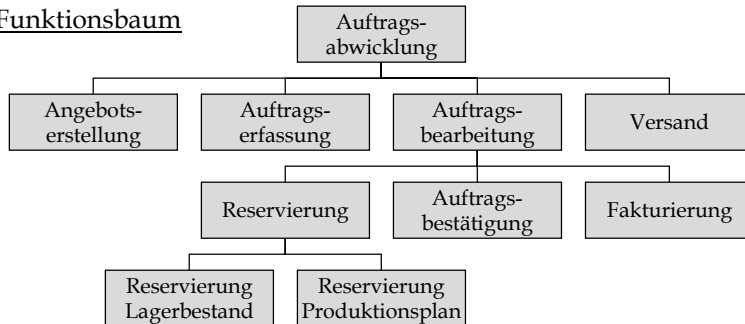 Funktionsbaum
Auftrags-
abwicklung
Angebots-
erstellung
Auftrags-
erfassung
Auftrags-
bearbeitung
Versand
Reservierung
Auftrags-
bestätigung
Fakturierung
Reservierung
Lagerbestand
Reservierung
Produktionsplan